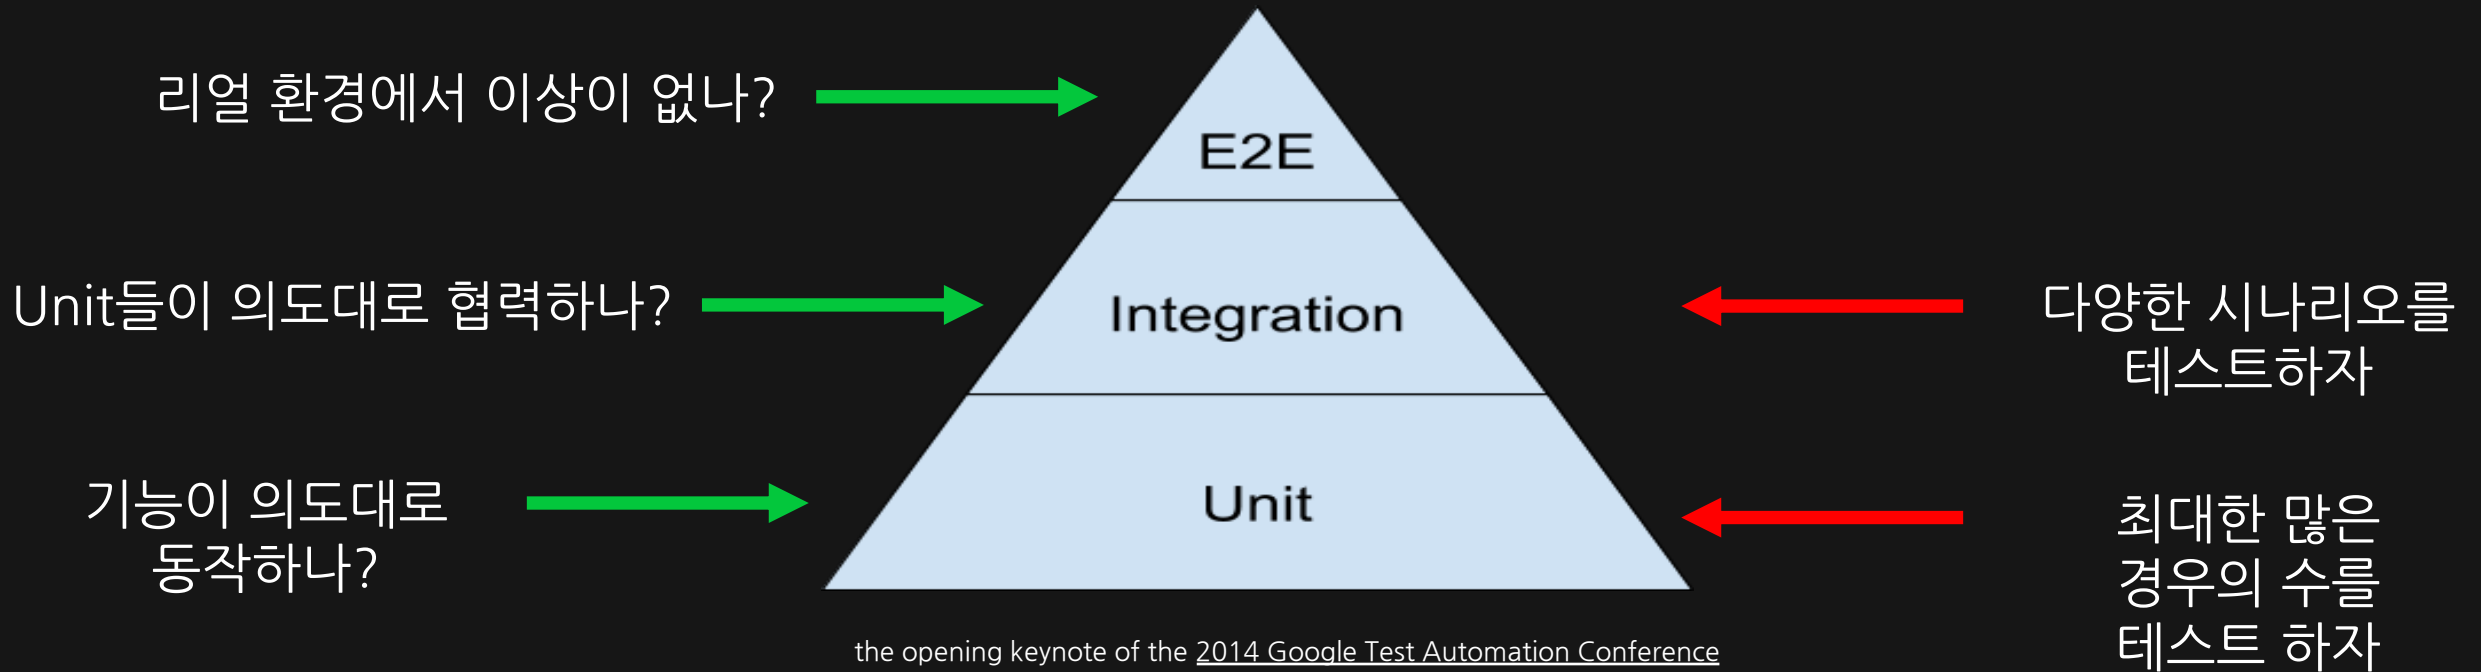 리얼 환경에서 이상이 없나?
E2E
Unit들이 의도대로 협력하나?
Integration
다양한 시나리오를
테스트하자
기능이 의도대로
동작하나?
Unit
최대한 많은
경우의 수를
테스트 하자
the opening keynote of the 2014 Google Test Automation Conference